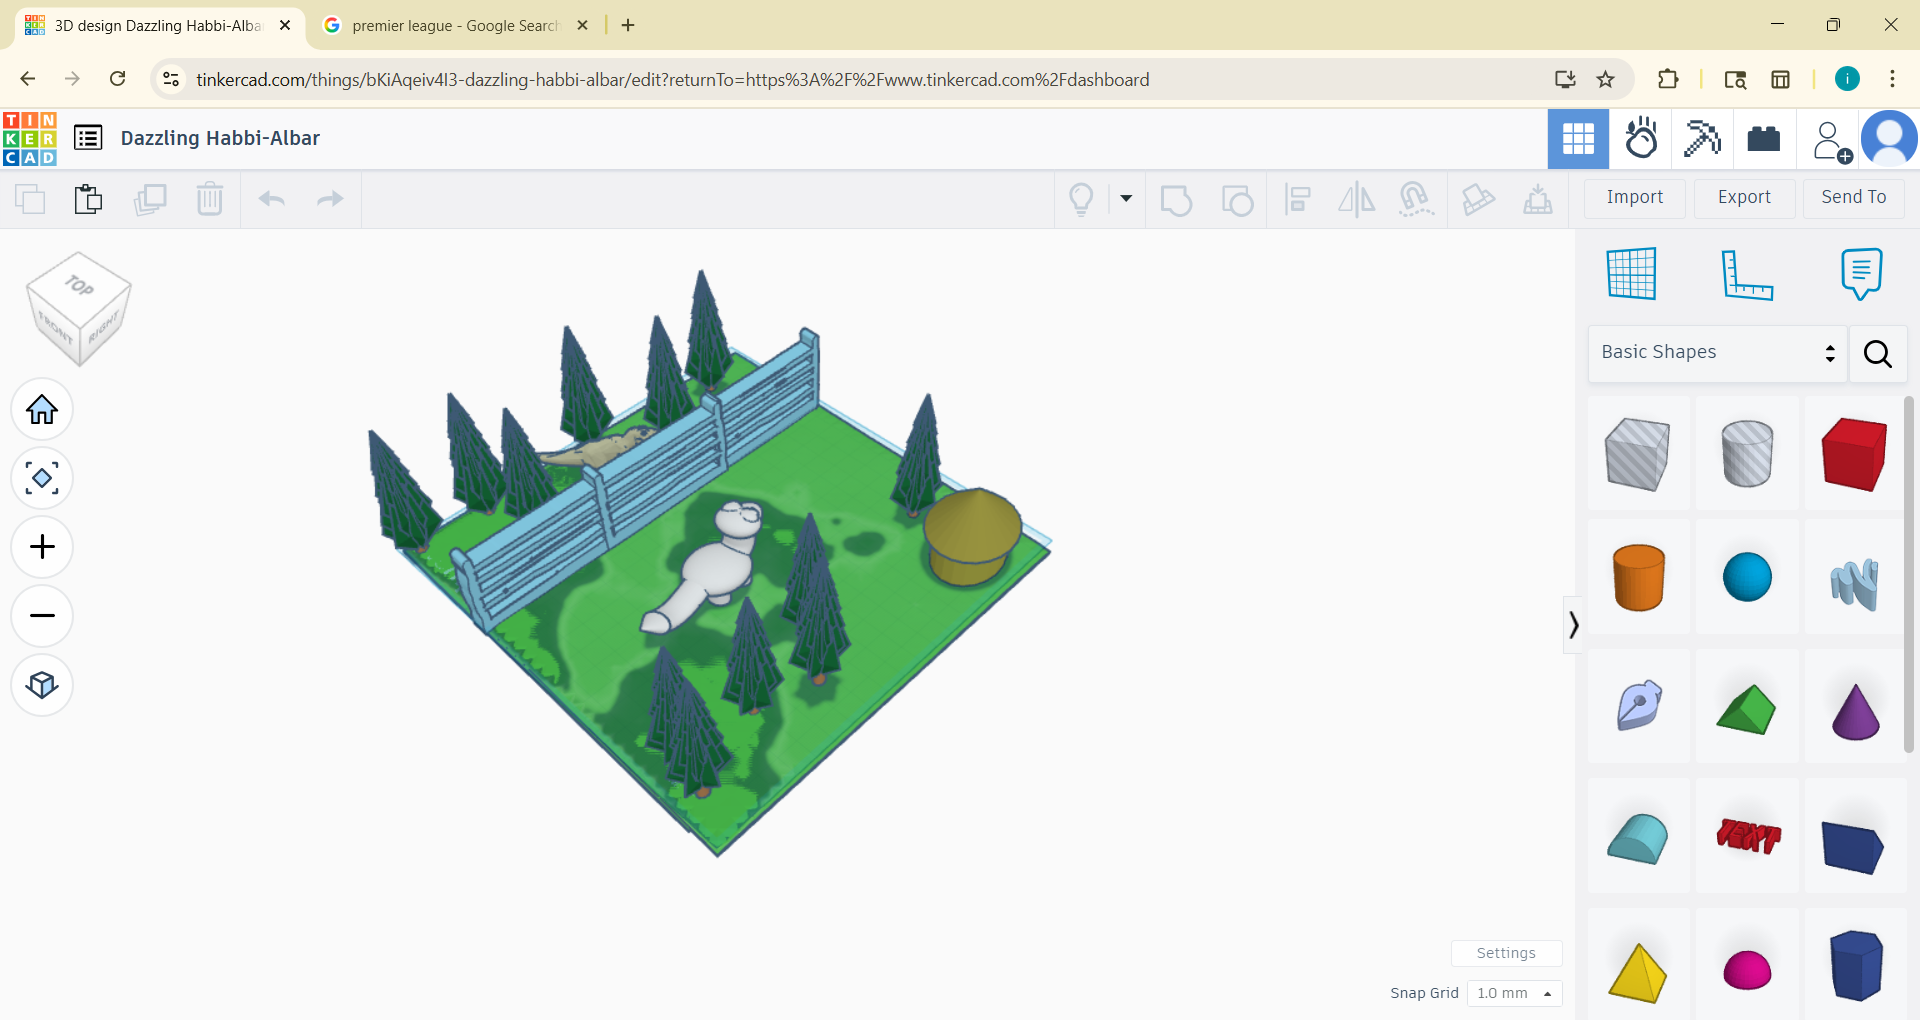 3D design Dazzling Habbi-Alba
premier league - Google Search
tinkercad.com/things/bKiAqeiv4I3-dazzling-habbi-albar/edit?returnTo=https%3A%2F%2Fwww.tinkercad.com%2Fdashboard
i
TIN
KER
CAD
Dazzling Habbi-Albar
Import
Export
Send To
TOP
FRONT
RIGHT
Basic Shapes
TEXT
Settings
Snap Grid
1.0 mm